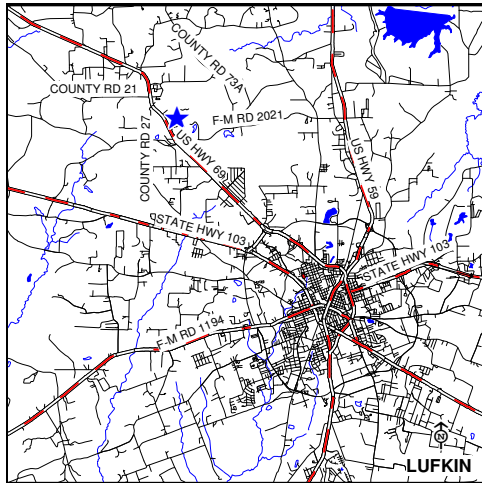 COUNTY RD 73A
COUNTY RD 21
F-M RD 2021
COUNTY RD 27
US HWY 69
US HWY 59
STATE HWY 103
STATE HWY 103
F-M RD 1194
N
LUFKIN